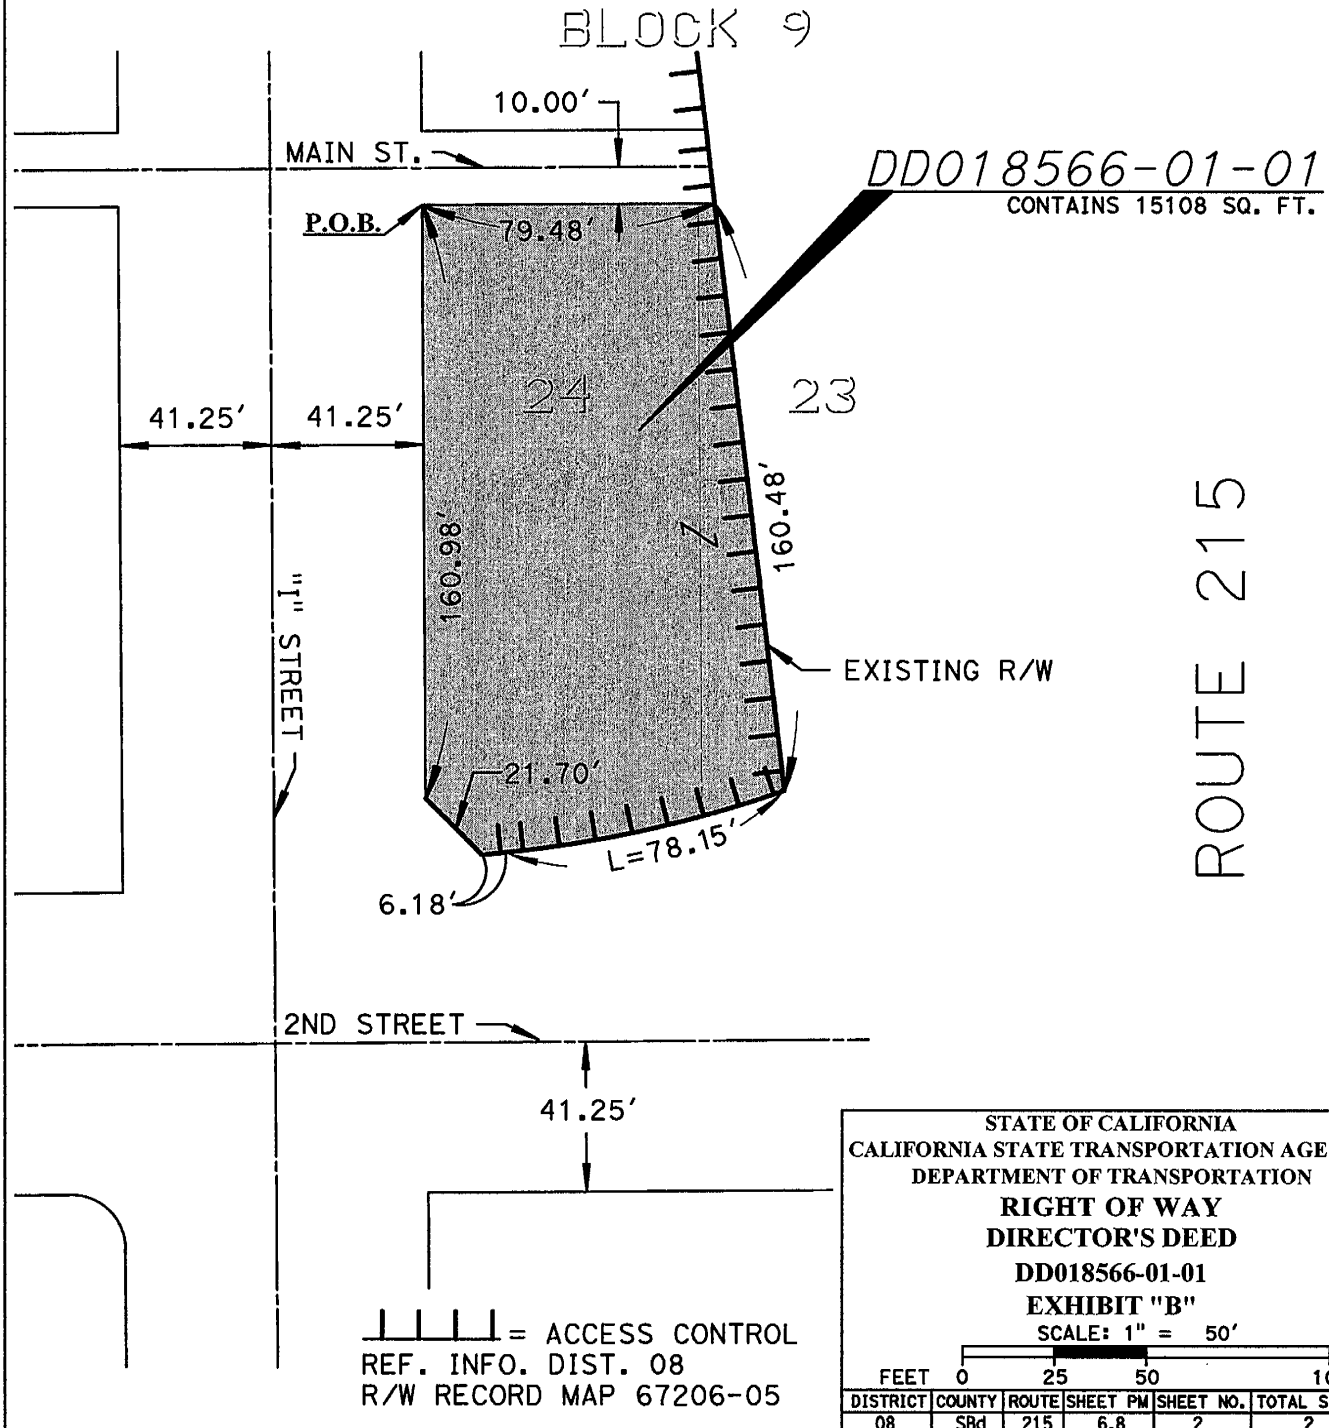 BLOCK 9
10.00'
MAIN ST.
DD018566-01-01
CONTAINS 15108 SQ. FT.
P.O.B.
79.48'
24
23
41.25'
41.25'
160.98'
160.48'
"I" STREET
EXISTING R/W
ROUTE 215
21.70'
L=78.15'
6.18'
2ND STREET
41.25'
= ACCESS CONTROL
REF. INFO. DIST. 08
R/W RECORD MAP 67206-05
STATE OF CALIFORNIA
CALIFORNIA STATE TRANSPORTATION AGE
DEPARTMENT OF TRANSPORTATION
RIGHT OF WAY
DIRECTOR'S DEED
DD018566-01-01
EXHIBIT "B"
SCALE: 1" = 50'
FEET 0 25 50 10
DISTRICT COUNTY ROUTE SHEET PM SHEET NO. TOTAL S
08 SBd 215 6.8 2 2